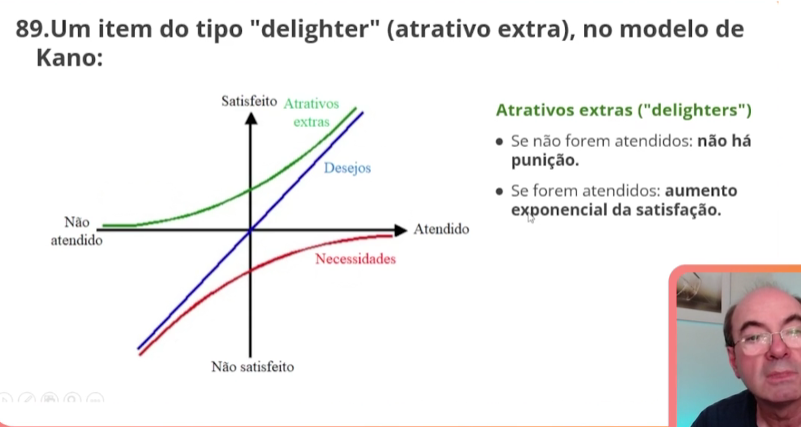 89.Um item do tipo "delighter" (atrativo extra), no modelo de
Kano:
Satisfeito
Atrativos
extras
Desejos
Não
atendido
Atendido
Necessidades
Não satisfeito
Atrativos extras ("delighters")
• Se não forem atendidos: não há
punição.
• Se forem atendidos: aumento
exponencial da satisfação.